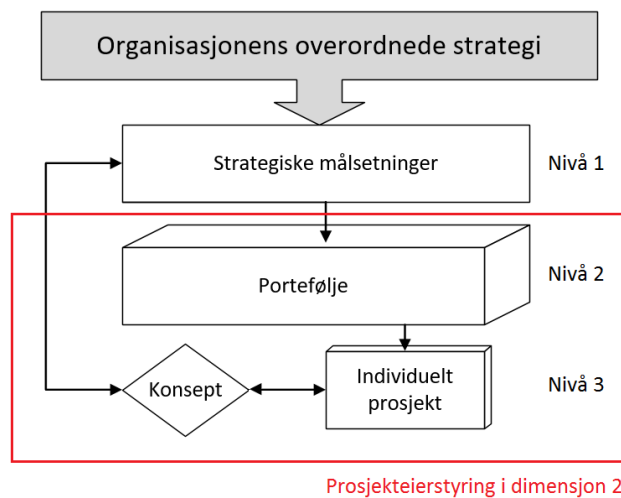 Organisasjonens overordnede strategi
Strategiske målsetninger
Nivå 1
Portefølje
Nivå 2
Konsept
Individuelt
prosjekt
Nivå 3
Prosjekteierstyring i dimensjon 2